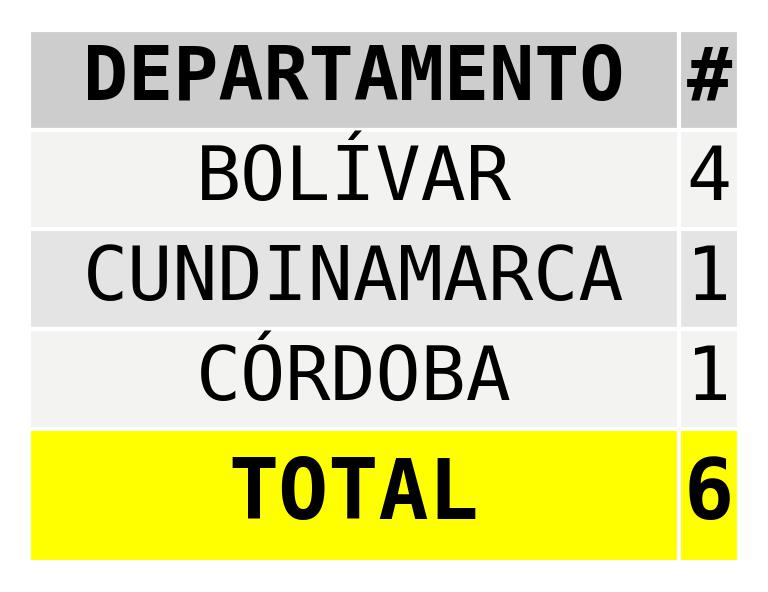 DEPARTAMENTO #
BOLÍVAR 4
CUNDINAMARCA 1
CÓRDOBA 1
TOTAL 6